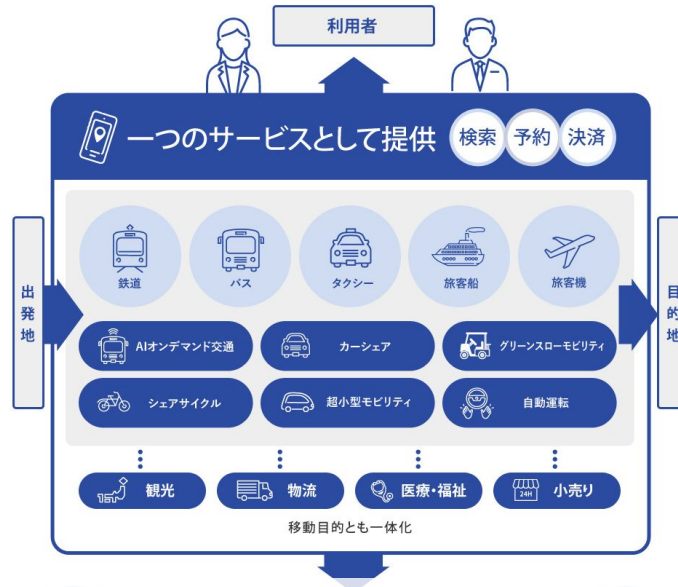 利用者
一つのサービスとして提供
検索
予約
決済
出発地
目的地
鉄道
バス
タクシー
旅客船
旅客機
AIオンデマンド交通
カーシェア
グリーンスローモビリティ
シェアサイクル
超小型モビリティ
自動運転
観光
物流
医療・福祉
24H
小売り
移動目的とも一体化